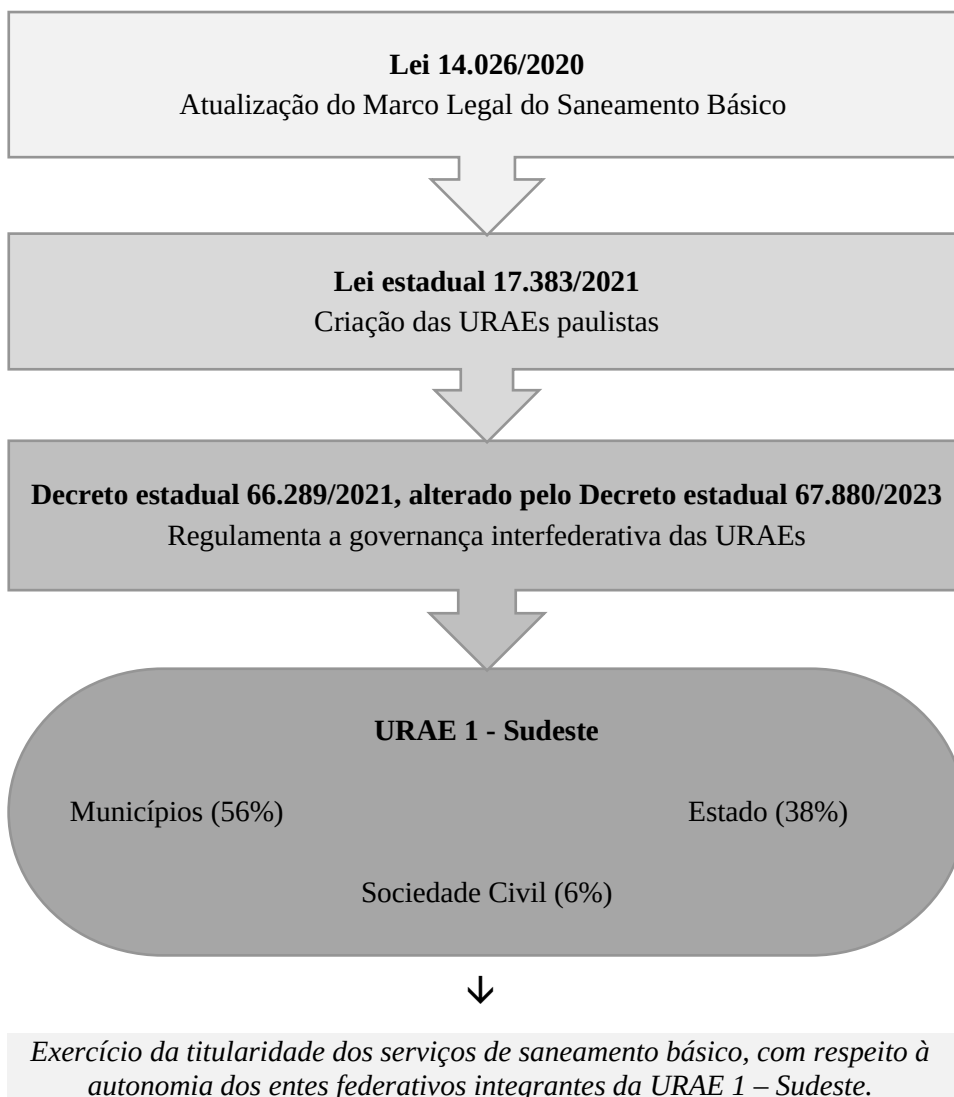 Lei 14.026/2020
Atualização do Marco Legal do Saneamento Básico
Lei estadual 17.383/2021
Criação das URAEs paulistas
Decreto estadual 66.289/2021, alterado pelo Decreto estadual 67.880/2023
Regulamenta a governança interfederativa das URAEs
URAE 1 - Sudeste
Municípios (56%)
Estado (38%)
Sociedade Civil (6%)
Exercício da titularidade dos serviços de saneamento básico, com respeito à
autonomia dos entes federativos integrantes da URAE 1 – Sudeste.